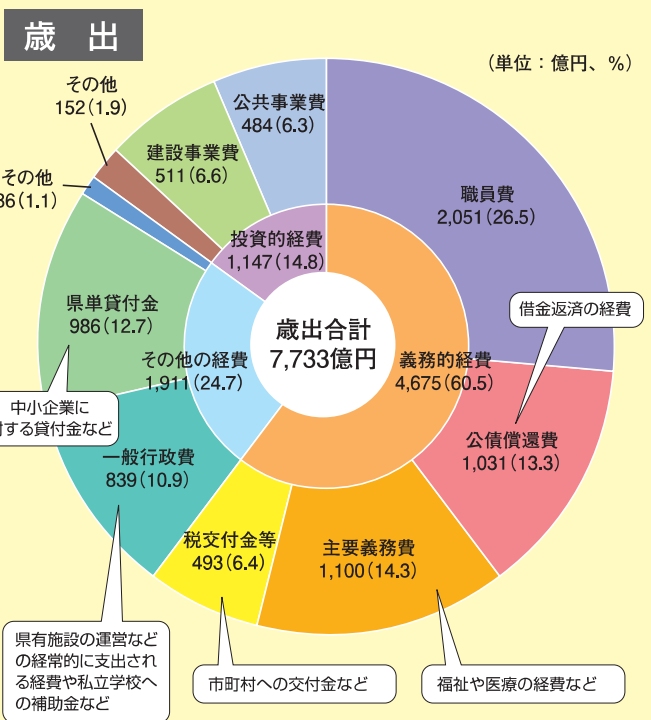 歳 出
(単位：億円、%)
その他
152(1.9)
公共事業費
484(6.3)
建設事業費
511(6.6)
その他
86(1.1)
職員費
2,051(26.5)
投資的経費
1,147(14.8)
県単貸付金
986(12.7)
借金返済の経費
歳出合計
7,733億円
その他の経費
1,911(24.7)
義務的経費
4,675(60.5)
中小企業に
対する貸付金など
公債償還費
1,031(13.3)
一般行政費
839(10.9)
税交付金等
493(6.4)
主要義務費
1,100(14.3)
県有施設の運営など
の経常的に支出され
る経費や私立学校へ
の補助金など
市町村への交付金など
福祉や医療の経費など